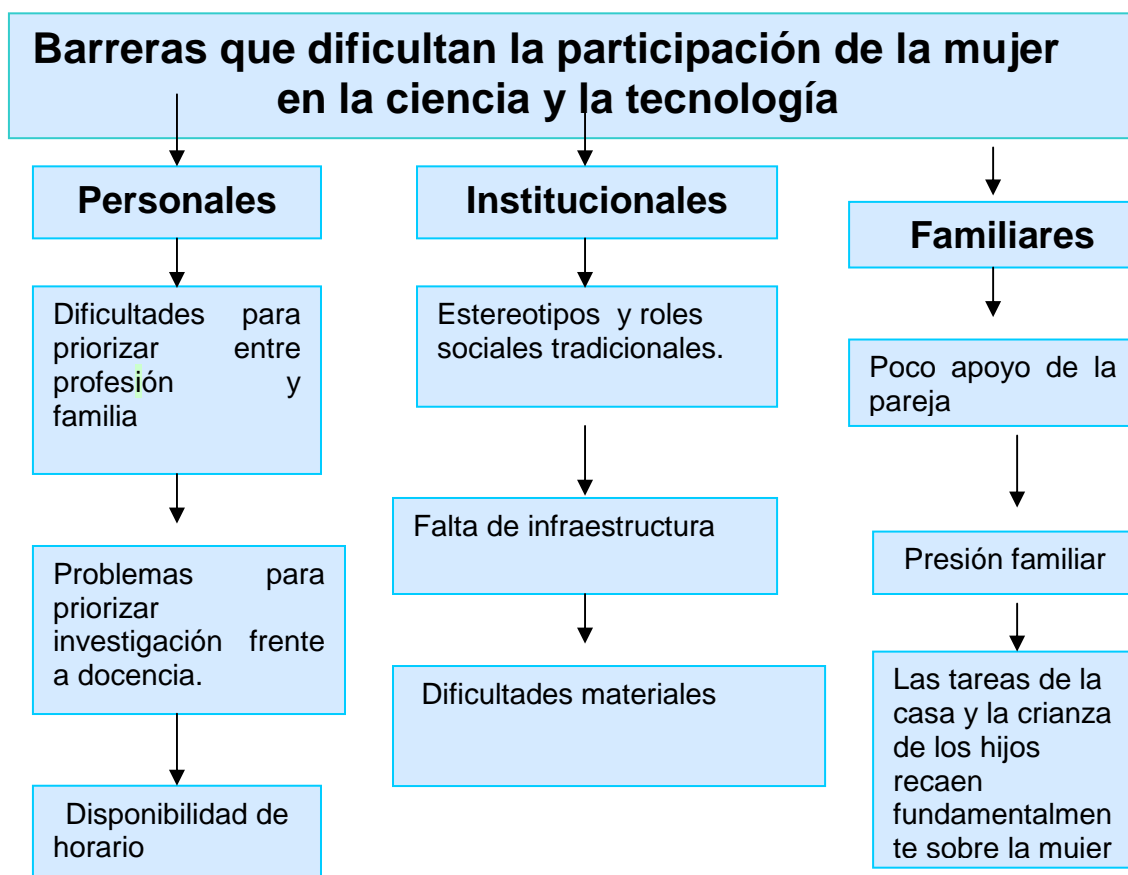 Barreras que dificultan la participación de la mujer
en la ciencia y la tecnología
Personales
Dificultades para
priorizar entre
profesión y
familia
Problemas para
priorizar
investigación frente
a docencia.
Disponibilidad de
horario
Institucionales
Estereotipos y roles
sociales tradicionales.
Falta de infraestructura
Dificultades materiales
Familiares
Poco apoyo de la
pareja
Presión familiar
Las tareas de la
casa y la crianza
de los hijos
recaen
fundamentalmen
te sobre la mujer